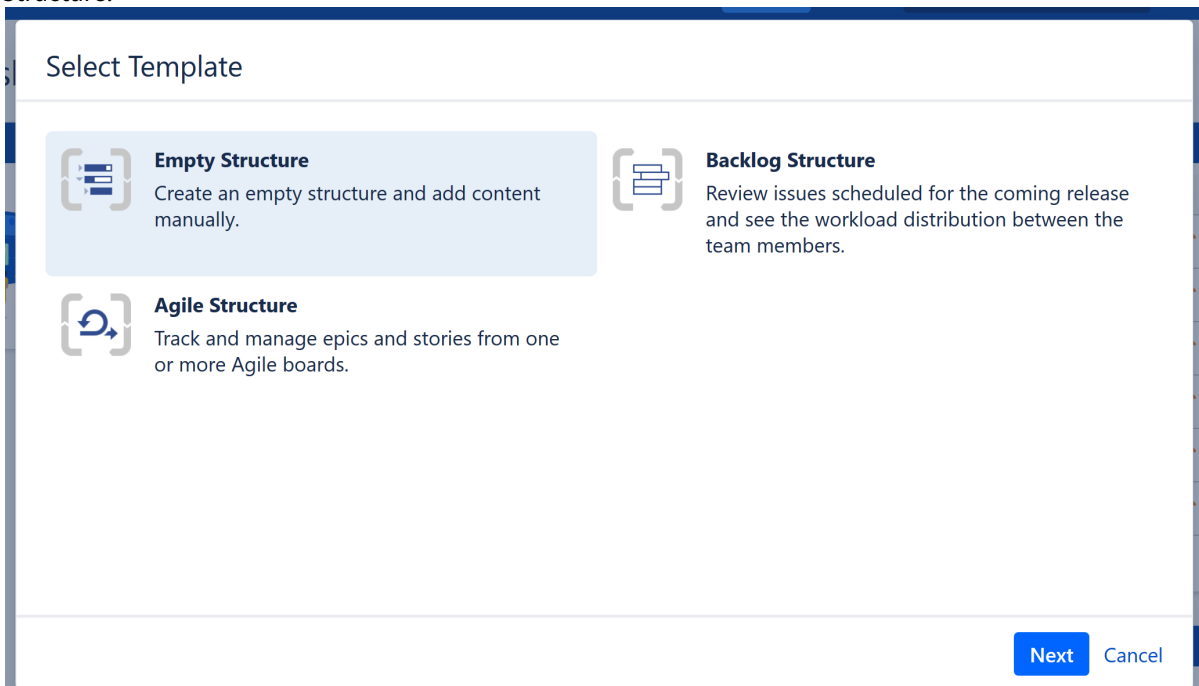 Structure.
Select Template
Empty Structure
Create an empty structure and add content
manually.
Backlog Structure
Review issues scheduled for the coming release
and see the workload distribution between the
team members.
Agile Structure
Track and manage epics and stories from one
or more Agile boards.
Next Cancel